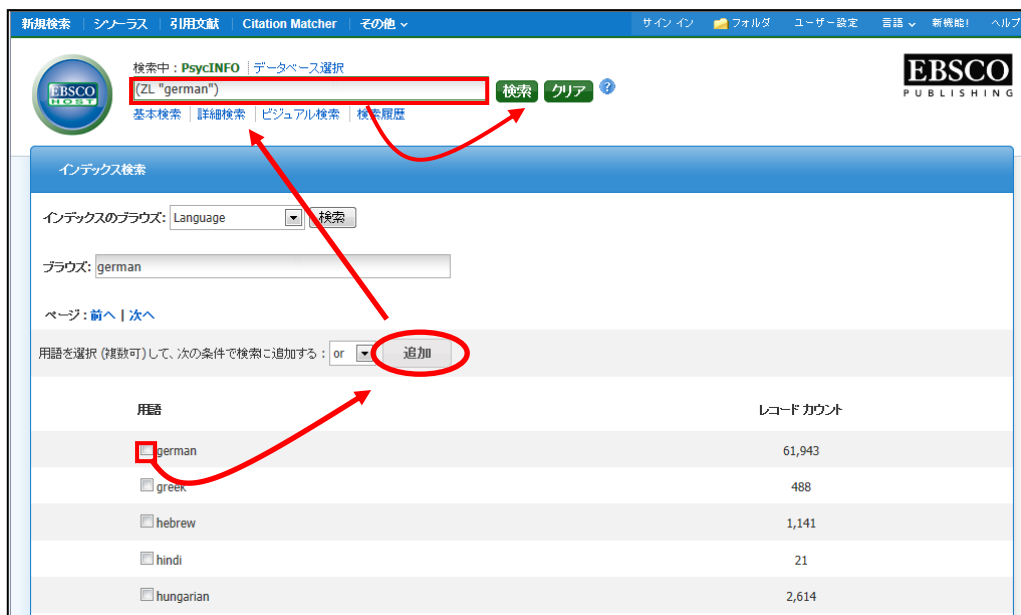 新規検索 シソーラス 引用文献 Citation Matcher その他 サインイン フォルダ ユーザー設定 言語 新機能! ヘルプ
検索中 : PsycINFO データベース選択
(ZL "german") 検索 クリア ?
基本検索 詳細検索 ビジュアル検索 検索履歴
EBSCO HOST
EBSCO PUBLISHING
インデックス検索
インデックスのブラウズ: Language 検索
ブラウズ: german
ページ : 前へ | 次へ
用語を選択 (複数可)して、次の条件で検索に追加する : or 追加
用語 レコード カウント
german 61,943
greek 488
hebrew 1,141
hindi 21
hungarian 2,614